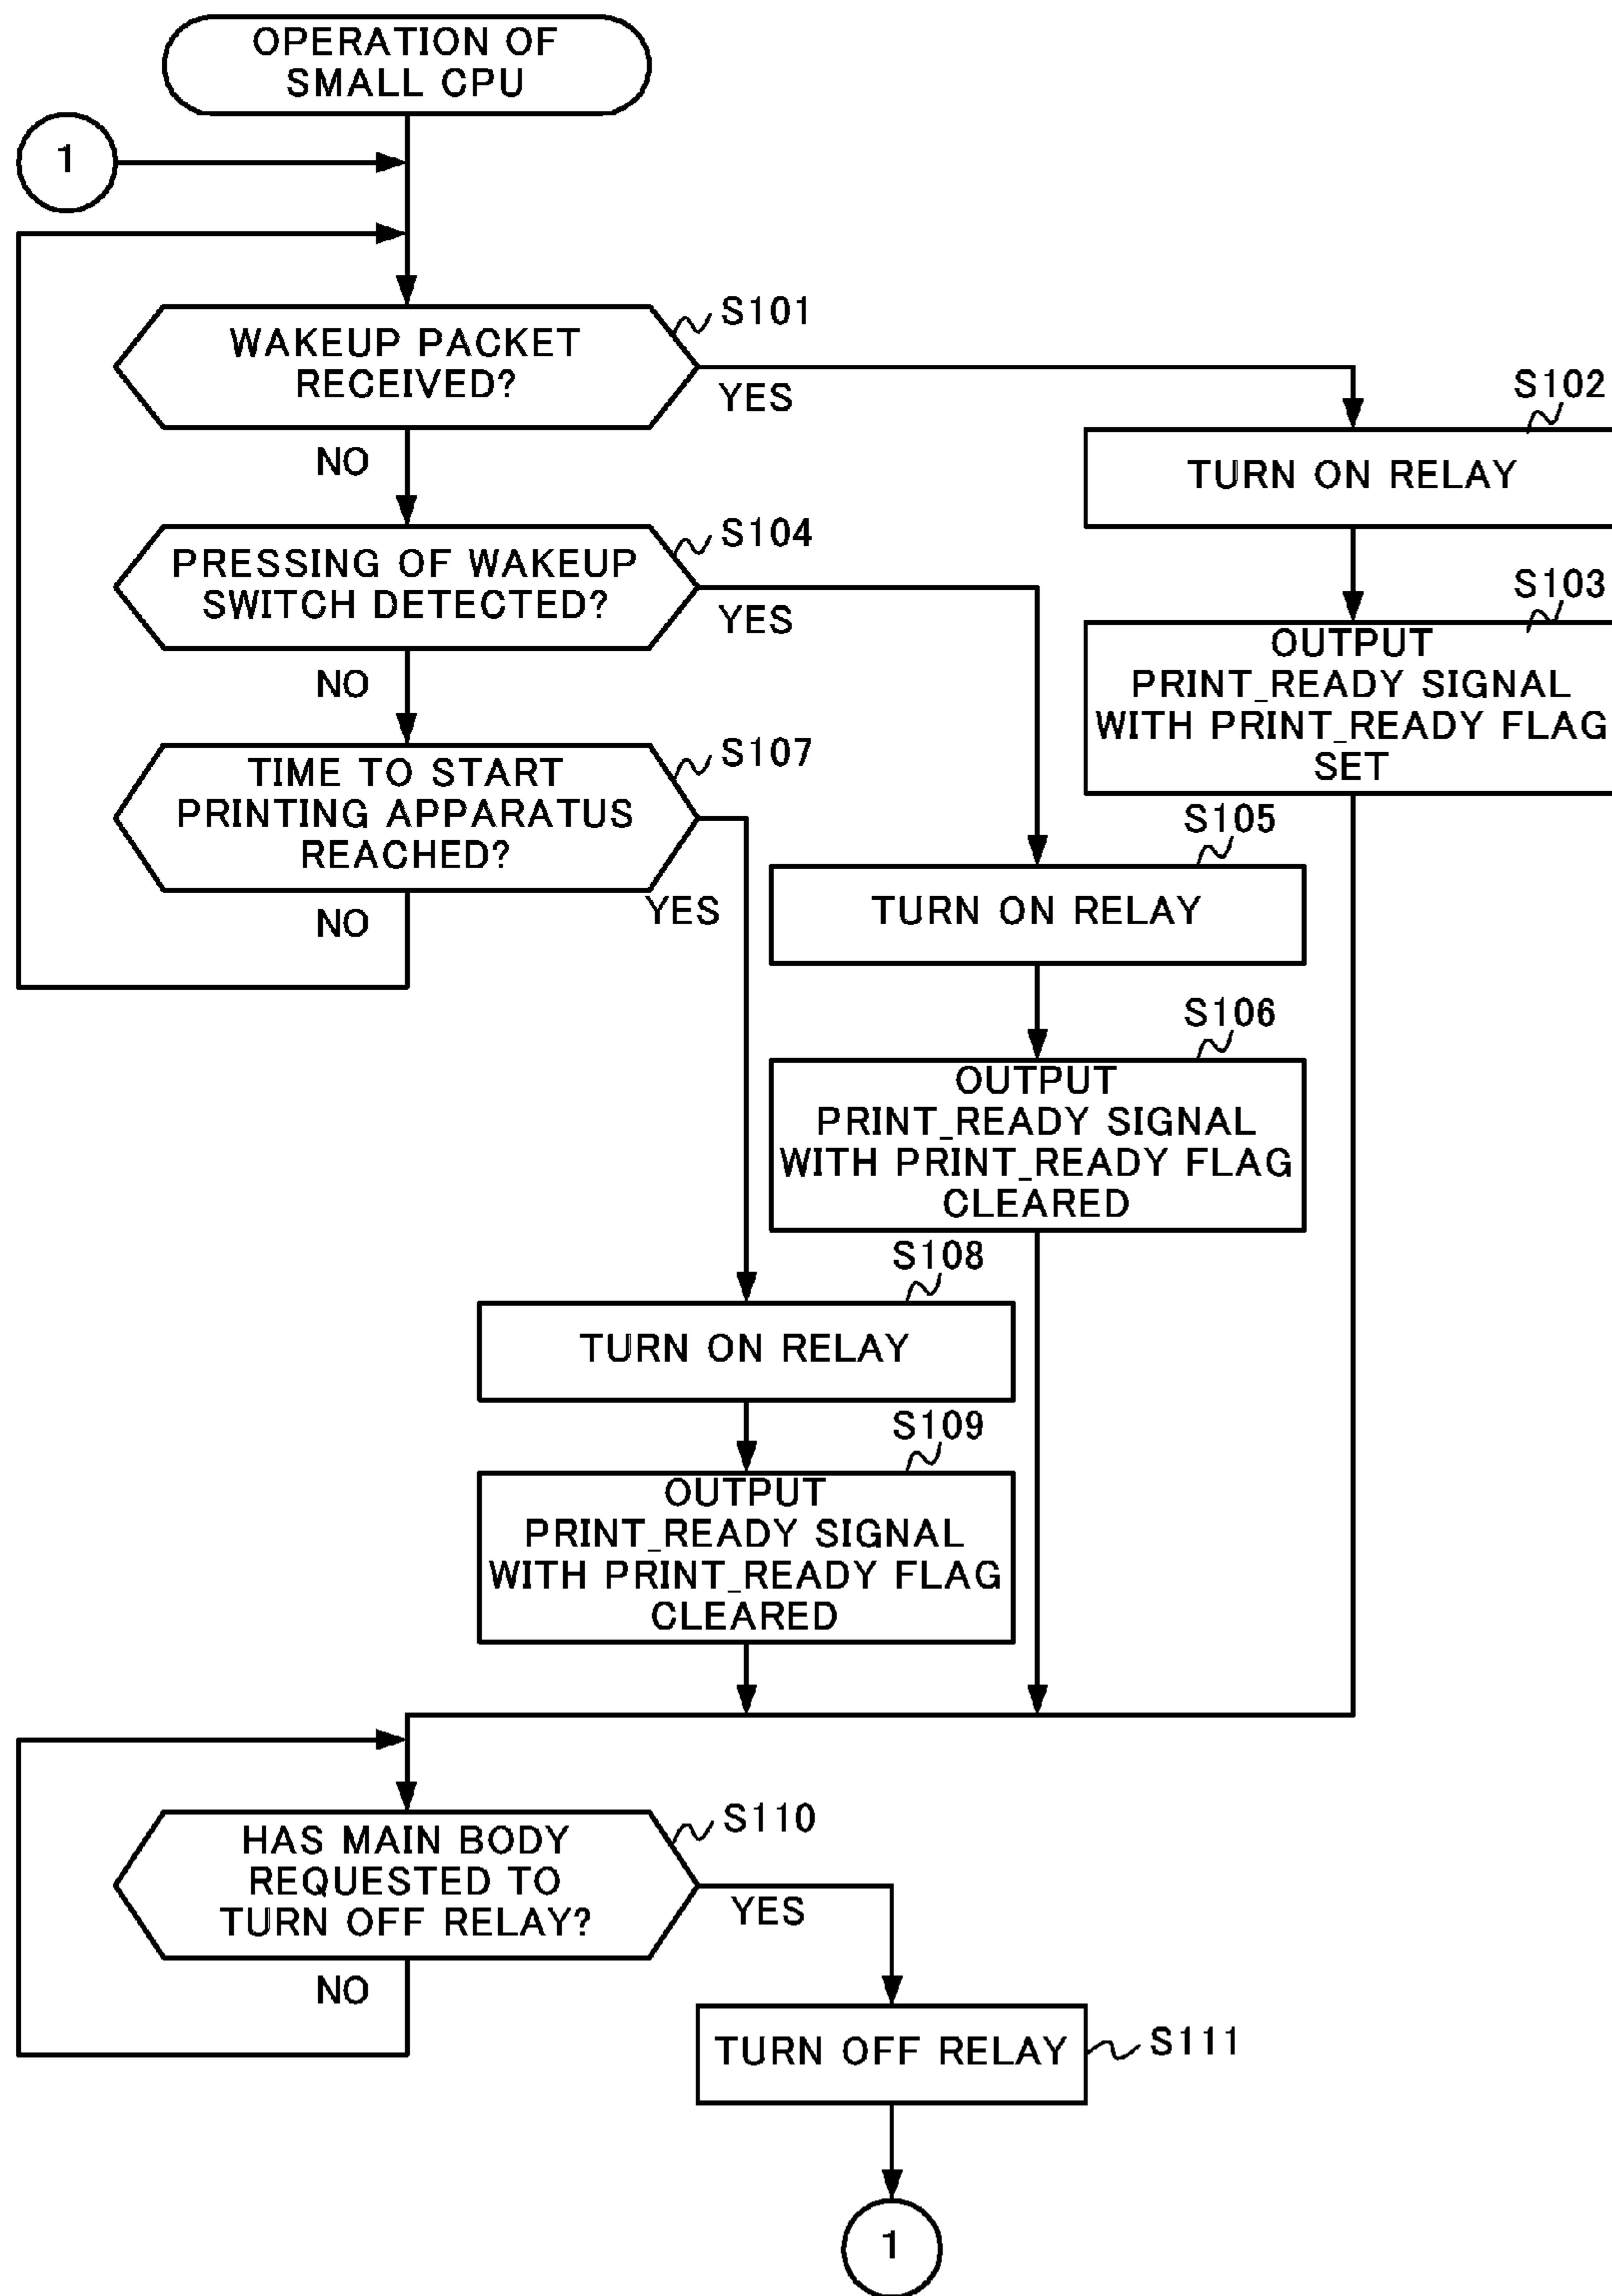 OPERATION OF
SMALL CPU
1
WAKEUP PACKET
RECEIVED?
S101
YES
NO
S102
TURN ON RELAY
S103
OUTPUT
PRINT_READY SIGNAL
WITH PRINT_READY FLAG
SET
PRESSING OF WAKEUP
SWITCH DETECTED?
S104
YES
NO
S105
TURN ON RELAY
S106
OUTPUT
PRINT_READY SIGNAL
WITH PRINT_READY FLAG
CLEARED
TIME TO START
PRINTING APPARATUS
REACHED?
S107
YES
NO
S108
TURN ON RELAY
S109
OUTPUT
PRINT_READY SIGNAL
WITH PRINT_READY FLAG
CLEARED
HAS MAIN BODY
REQUESTED TO
TURN OFF RELAY?
S110
YES
NO
TURN OFF RELAY
S111
1